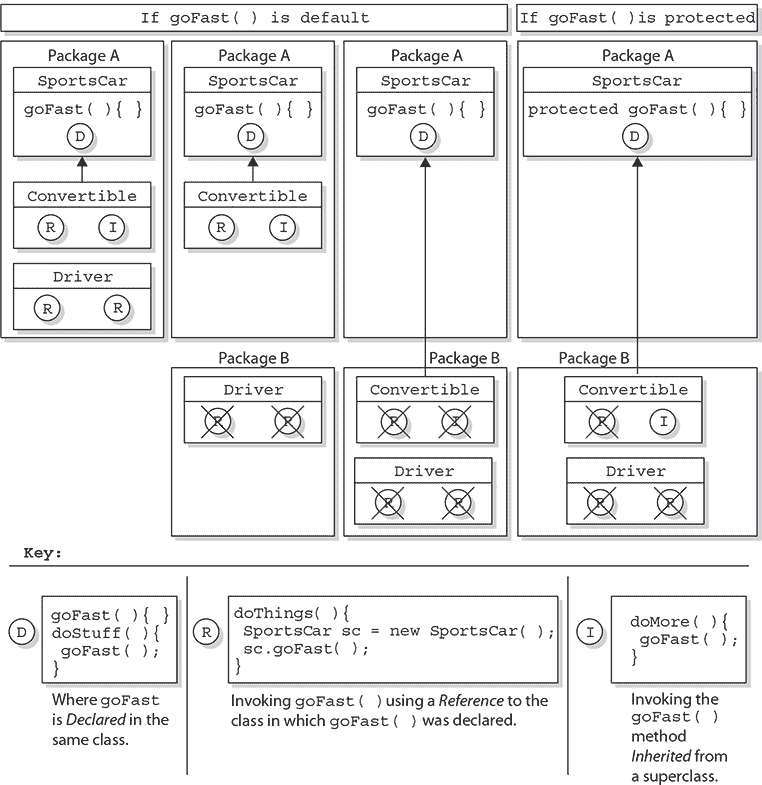 If goFast( ) is default
If goFast( )is protected
Package A
SportsCar
goFast( ){ }
D
Convertible
R I
Driver
R R
Package A
SportsCar
goFast( ){ }
D
Convertible
R I
Package B
Driver
R R
Package A
SportsCar
goFast( ){ }
D
Package B
Convertible
R I
Driver
R R
Package A
SportsCar
protected goFast( ){ }
D
Package B
Convertible
R I
Driver
R R
Key:
D
goFast( ){ }
doStuff( ){
goFast( );
}
Where goFast
is Declared in the
same class.
R
doThings( ){
SportsCar sc = new SportsCar( );
sc.goFast( );
}
Invoking goFast( ) using a Reference to the
class in which goFast( ) was declared.
I
doMore( ){
goFast( );
}
Invoking the
goFast( )
method
Inherited from
a superclass.